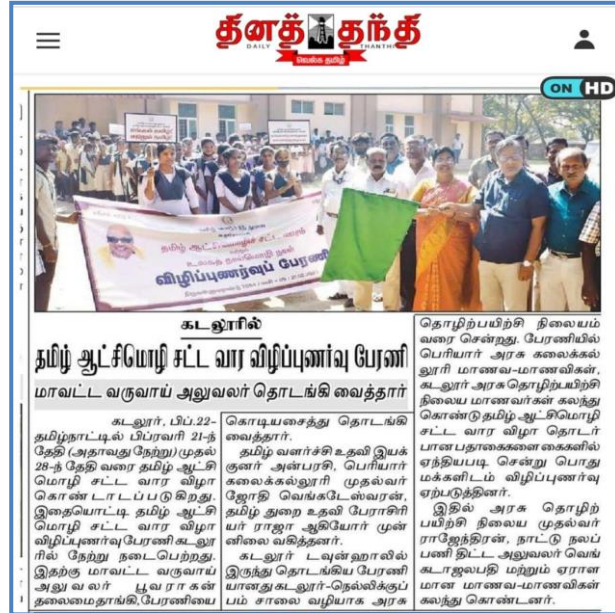 தினத்தந்தி
DAILY THANTHI
வெல்க தமிழ்
ON HD
தமிழ் ஆட்சிமொழிச் சட்ட வாரம்
உலகத் தாய்மொழி நாள்
விழிப்புணர்வுப் பேரணி
கடலூரில்
தமிழ் ஆட்சிமொழி சட்ட வார விழிப்புணர்வு பேரணி
மாவட்ட வருவாய் அலுவலர் தொடங்கி வைத்தார்
கடலூர், பிப்.22-
தமிழ்நாட்டில் பிப்ரவரி 21-ந்
தேதி (அதாவது நேற்று) முதல்
28-ந் தேதி வரை தமிழ் ஆட்சி
மொழி சட்ட வார விழா
கொண்டாடப்படுகிறது.
இதையொட்டி தமிழ் ஆட்சி
மொழி சட்ட வார விழா
விழிப்புணர்வு பேரணி கடலூ
ரில் நேற்று நடைபெற்றது.
இதற்கு மாவட்ட வருவாய்
அலுவலர் பூவராகன்
தலைமைதாங்கி, பேரணியை
கொடியசைத்து தொடங்கி
வைத்தார்.
தமிழ் வளர்ச்சி உதவி இயக்
குனர் அன்பரசி, பெரியார்
கலைக்கல்லூரி முதல்வர்
ஜோதி வெங்கடேஸ்வரன்,
தமிழ் துறை உதவி பேராசிரி
யர் ராஜா ஆகியோர் முன்
னிலை வகித்தனர்.
கடலூர் டவுன்ஹாலில்
இருந்து தொடங்கிய பேரணி
யானது கடலூர்-நெல்லிக்குப்
பம் சாலை வழியாக அரசு
தொழிற்பயிற்சி நிலையம்
வரை சென்றது. பேரணியில்
பெரியார் அரசு கலைக்கல்
லூரி மாணவ-மாணவிகள்,
கடலூர் அரசு தொழிற்பயிற்சி
நிலைய மாணவர்கள் கலந்து
கொண்டு தமிழ் ஆட்சிமொழி
சட்ட வார விழா தொடர்
பான பதாகைகளை கைகளில்
ஏந்தியபடி சென்று பொது
மக்களிடம் விழிப்புணர்வு
ஏற்படுத்தினர்.
இதில் அரசு தொழிற்
பயிற்சி நிலைய முதல்வர்
ராஜேந்திரன், நாட்டு நலப்
பணி திட்ட அலுவலர் வெங்
கடாஜலபதி மற்றும் ஏராள
மான மாணவ-மாணவிகள்
கலந்து கொண்டனர்.